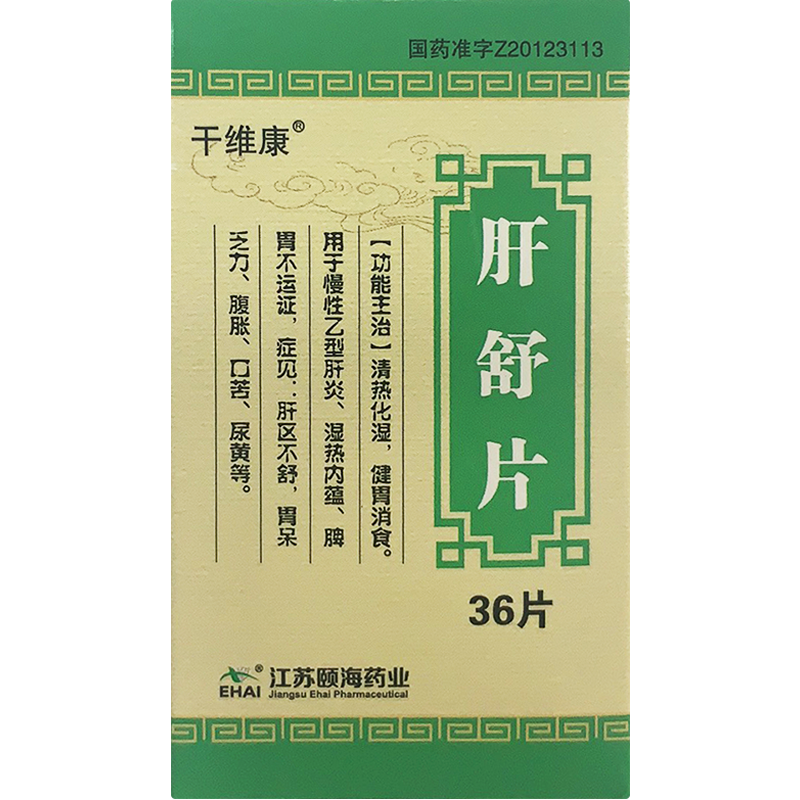 国药准字Z20123113
干维康®
肝舒片
【功能主治】清热化湿，健胃消食。
用于慢性乙型肝炎、湿热内蕴、脾
胃不运证，症见：肝区不舒，胃呆
乏力、腹胀、口苦、尿黄等。
36片
EHAI®
江苏颐海药业
Jiangsu Ehai Pharmaceutical